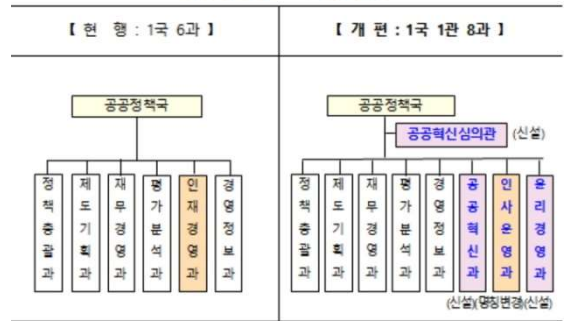 【 현 행 : 1국 6과 】
【 개 편 : 1국 1관 8과 】
공공정책국
정책총괄과
제도기획과
재무경영과
평가분석과
인재경영과
경영정보과
공공정책국
공공혁신심의관 (신설)
정책총괄과
제도기획과
재무경영과
평가분석과
경영정보과
공공혁신과
인사운영과
윤리경영과
(신설)(명칭변경)(신설)